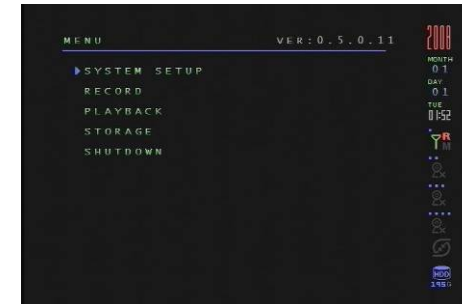 MENU VER:0.5.0.11
SYSTEM SETUP
RECORD
PLAYBACK
STORAGE
SHUTDOWN
2008
MONTH
01
DAY
01
TUE
01:52
R
M
HDD
195G